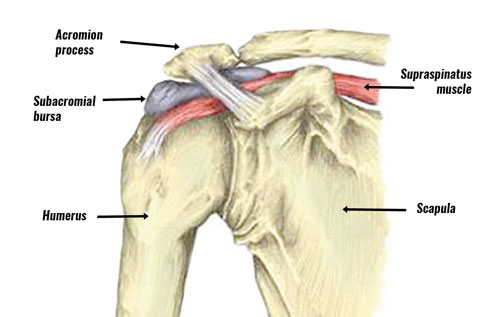 Acromion
process
Supraspinatus
muscle
Subacromial
bursa
Humerus
Scapula